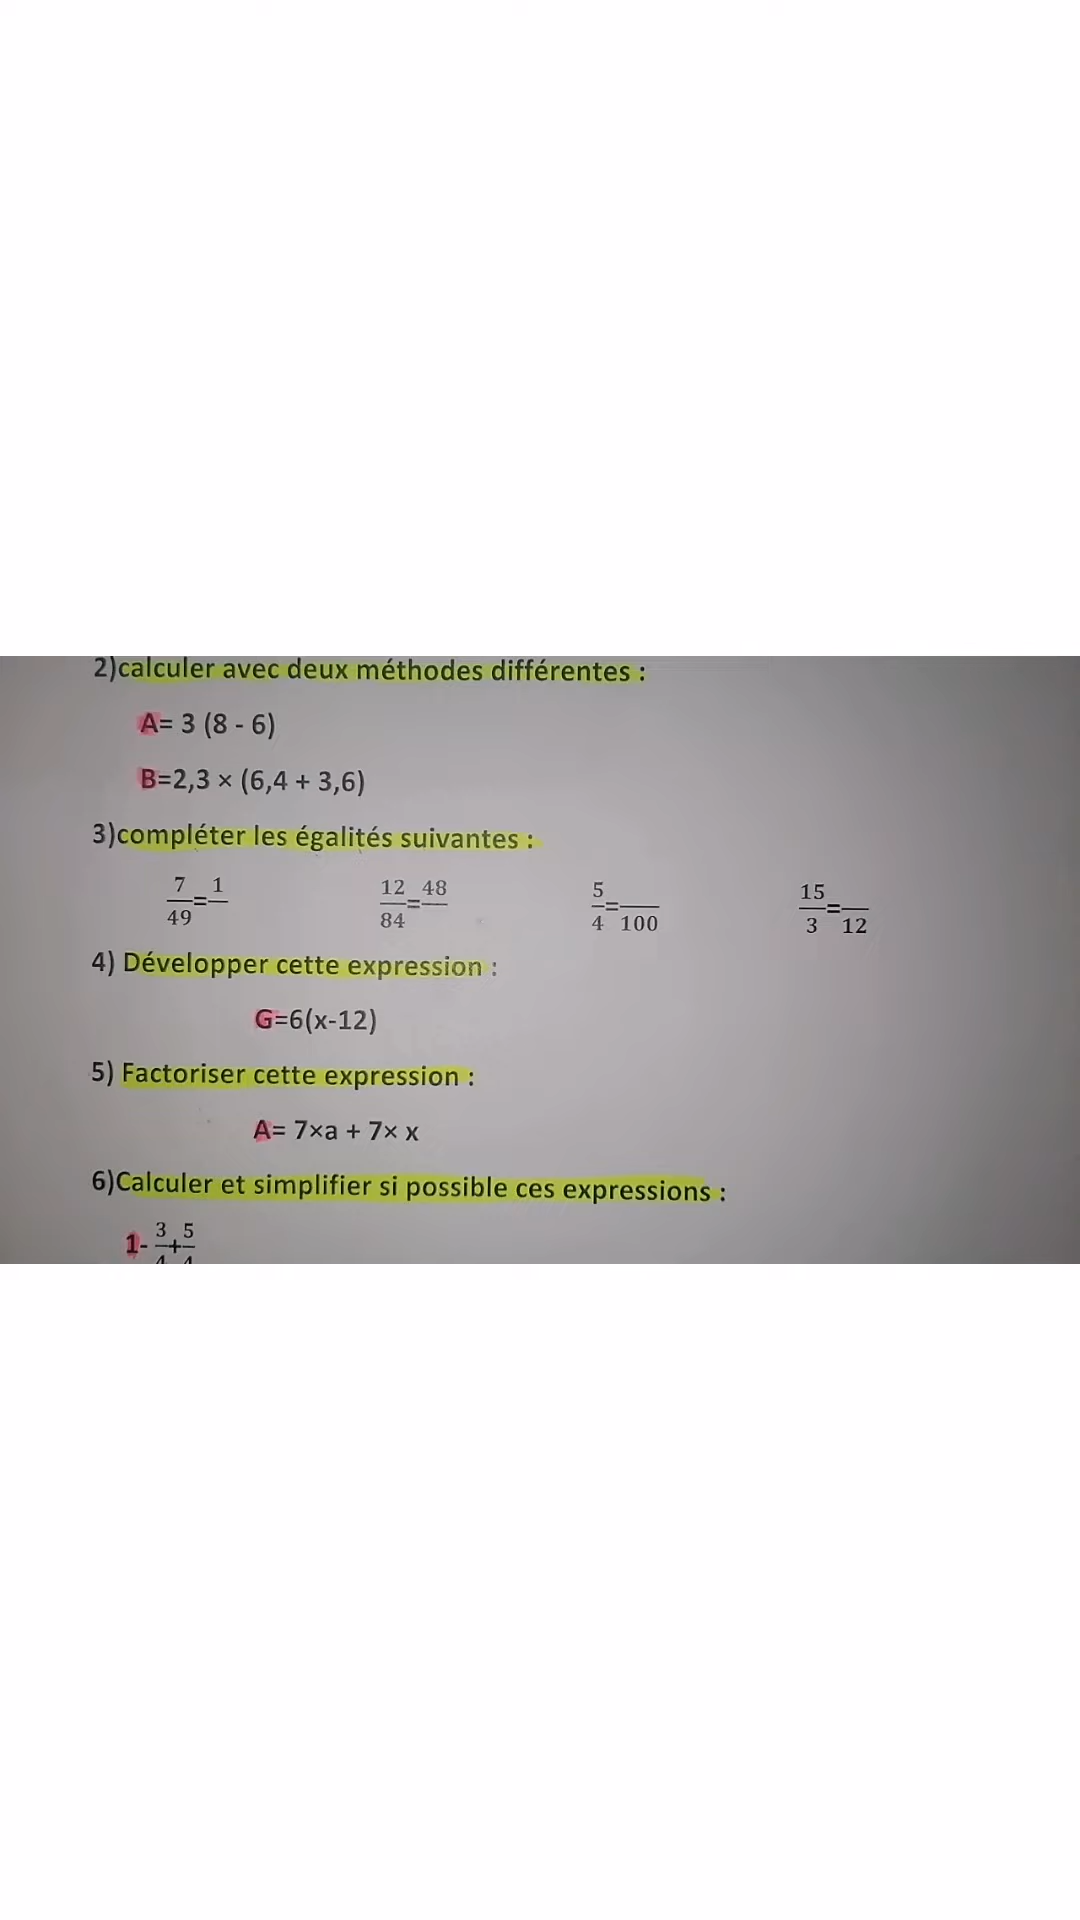 2)calculer avec deux méthodes différentes :
A= 3 (8 - 6)
B=2,3 × (6,4 + 3,6)
3)compléter les égalités suivantes :
7/49=1/ 12/84=48/ 5/4=/100 15/3=/12
4) Développer cette expression :
G=6(x-12)
5) Factoriser cette expression :
A= 7×a + 7× x
6)Calculer et simplifier si possible ces expressions :
1- 3/4+5/4